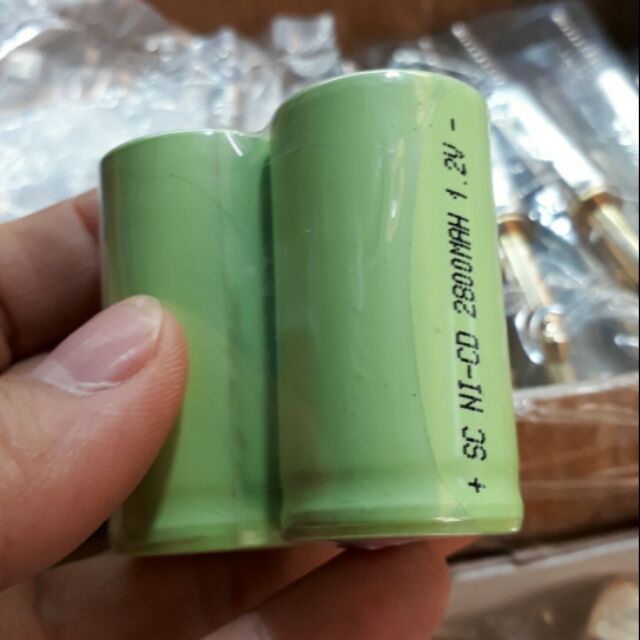 + SC NI-CD 2800MAH 1.2V -